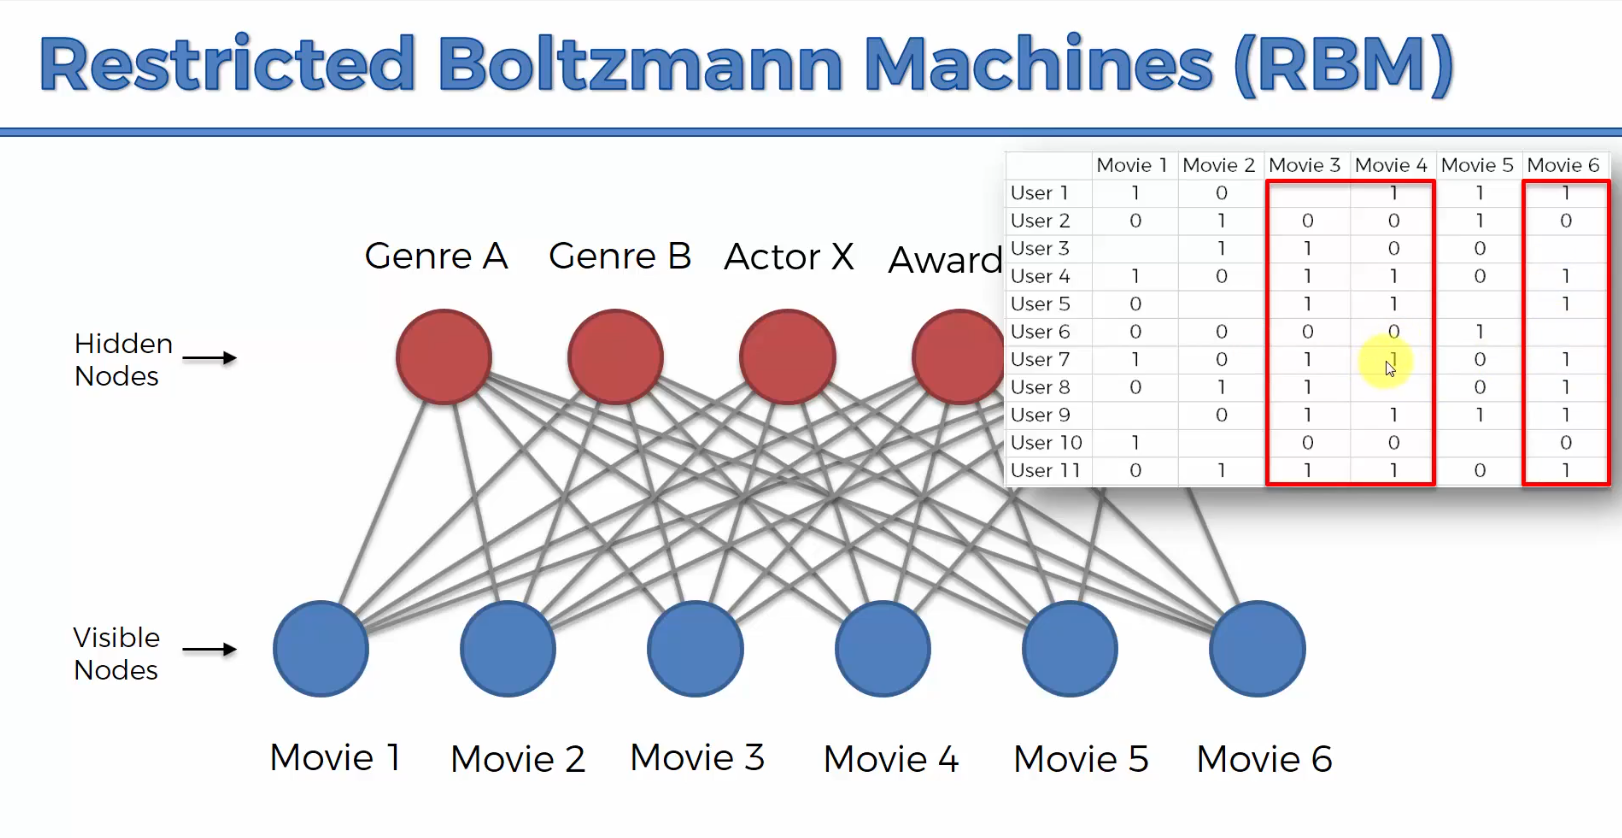 Restricted Boltzmann Machines (RBM)
Movie 1 Movie 2 Movie 3 Movie 4 Movie 5 Movie 6
User 1 1 0 1 1 1
User 2 0 1 0 0 1 0
User 3 1 1 0 0
User 4 1 0 1 1 0 1
User 5 0 1 1 1
User 6 0 0 0 0 1
User 7 1 0 1 1 0 1
User 8 0 1 1 0 1
User 9 0 1 1 1 1
User 10 1 0 0 0
User 11 0 1 1 1 0 1
Genre A Genre B Actor X Award
Hidden
Nodes
Visible
Nodes
Movie 1 Movie 2 Movie 3 Movie 4 Movie 5 Movie 6